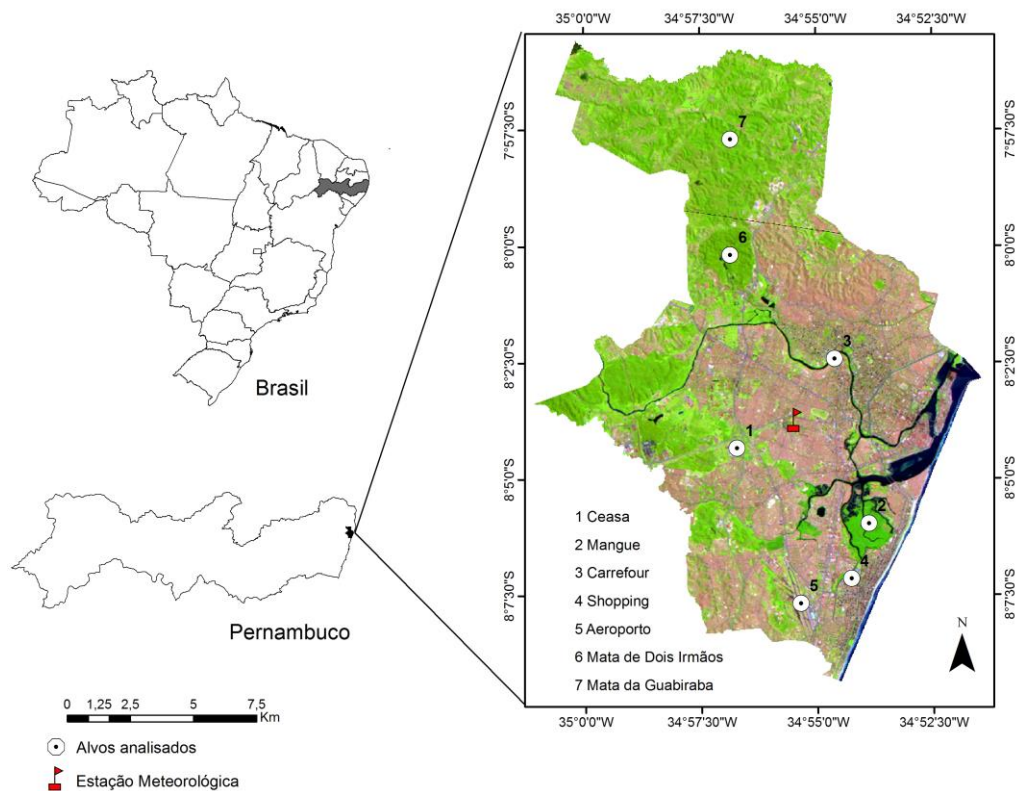 35°0'0"W 34°57'30"W 34°55'0"W 34°52'30"W
7°57'30"S
7°57'30"S
8°0'0"S
8°0'0"S
8°2'30"S
8°2'30"S
8°5'0"S
8°5'0"S
8°7'30"S
8°7'30"S
7
6
3
1
2
4
5
1 Ceasa
2 Mangue
3 Carrefour
4 Shopping
5 Aeroporto
6 Mata de Dois Irmãos
7 Mata da Guabiraba
N
35°0'0"W 34°57'30"W 34°55'0"W 34°52'30"W
Brasil
Pernambuco
0 1,25 2,5 5 7,5
Km
Alvos analisados
Estação Meteorológica